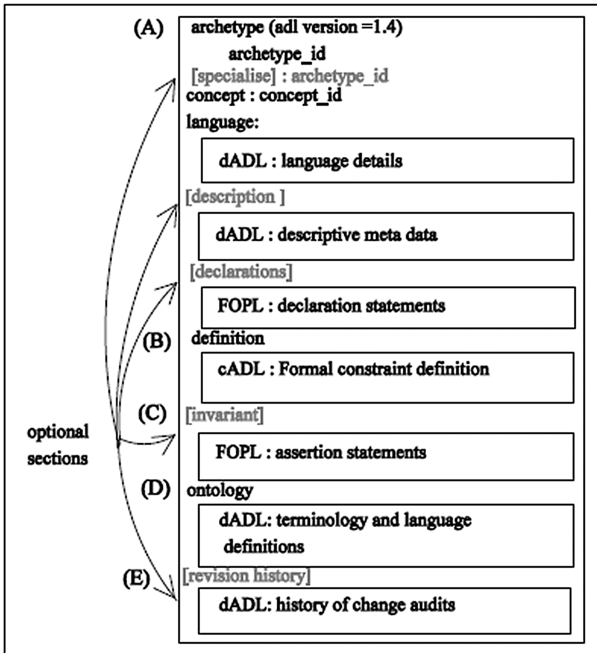 (A) archetype (adl version =1.4)
archetype_id
[specialise] : archetype_id
concept : concept_id
language:
dADL : language details
[description ]
dADL : descriptive meta data
[declarations]
FOPL : declaration statements
(B) definition
cADL : Formal constraint definition
(C) [invariant]
optional
sections
FOPL : assertion statements
(D) ontology
dADL: terminology and language
definitions
(E) [revision history]
dADL: history of change audits